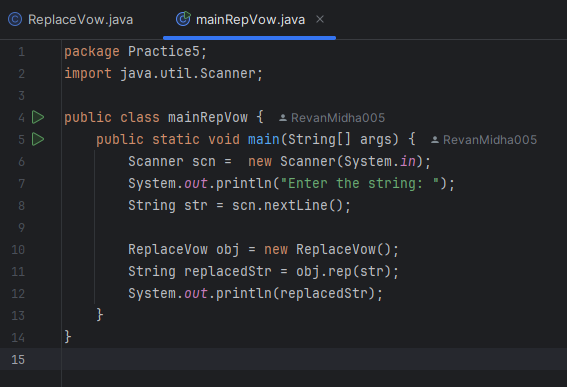 ReplaceVow.java mainRepVow.java ×
1 package Practice5;
2 import java.util.Scanner;
3
4 public class mainRepVow { RevanMidha005
5 public static void main(String[] args) { RevanMidha005
6 Scanner scn =  new Scanner(System.in);
7 System.out.println("Enter the string: ");
8 String str = scn.nextLine();
9
10 ReplaceVow obj = new ReplaceVow();
11 String replacedStr = obj.rep(str);
12 System.out.println(replacedStr);
13 }
14 }
15